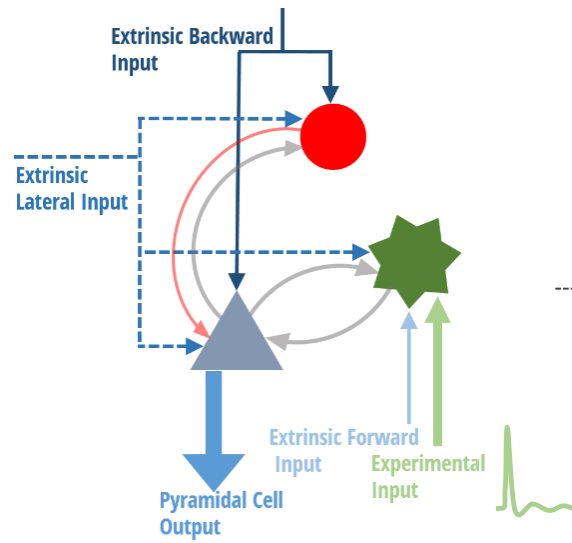 Extrinsic Backward
Input
Extrinsic
Lateral Input
Extrinsic Forward
Input
Experimental
Input
Pyramidal Cell
Output